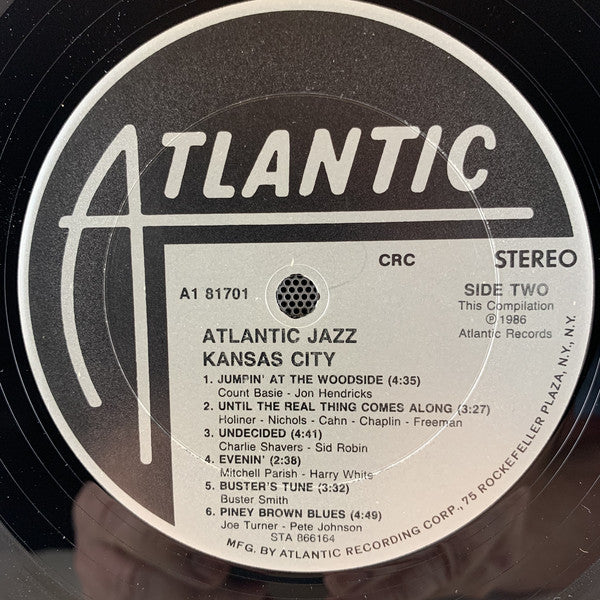 ATLANTIC
CRC
STEREO
A1 81701
SIDE TWO
This Compilation
℗ 1986
Atlantic Records
ATLANTIC JAZZ
KANSAS CITY
1. JUMPIN' AT THE WOODSIDE (4:35)
Count Basie - Jon Hendricks
2. UNTIL THE REAL THING COMES ALONG (3:27)
Holiner - Nichols - Cahn - Chaplin - Freeman
3. UNDECIDED (4:41)
Charlie Shavers - Sid Robin
4. EVENIN' (2:38)
Mitchell Parish - Harry White
5. BUSTER'S TUNE (3:32)
Buster Smith
6. PINEY BROWN BLUES (4:49)
Joe Turner - Pete Johnson
STA 866164
MFG. BY ATLANTIC RECORDING CORP., 75 ROCKEFELLER PLAZA, N.Y., N.Y.